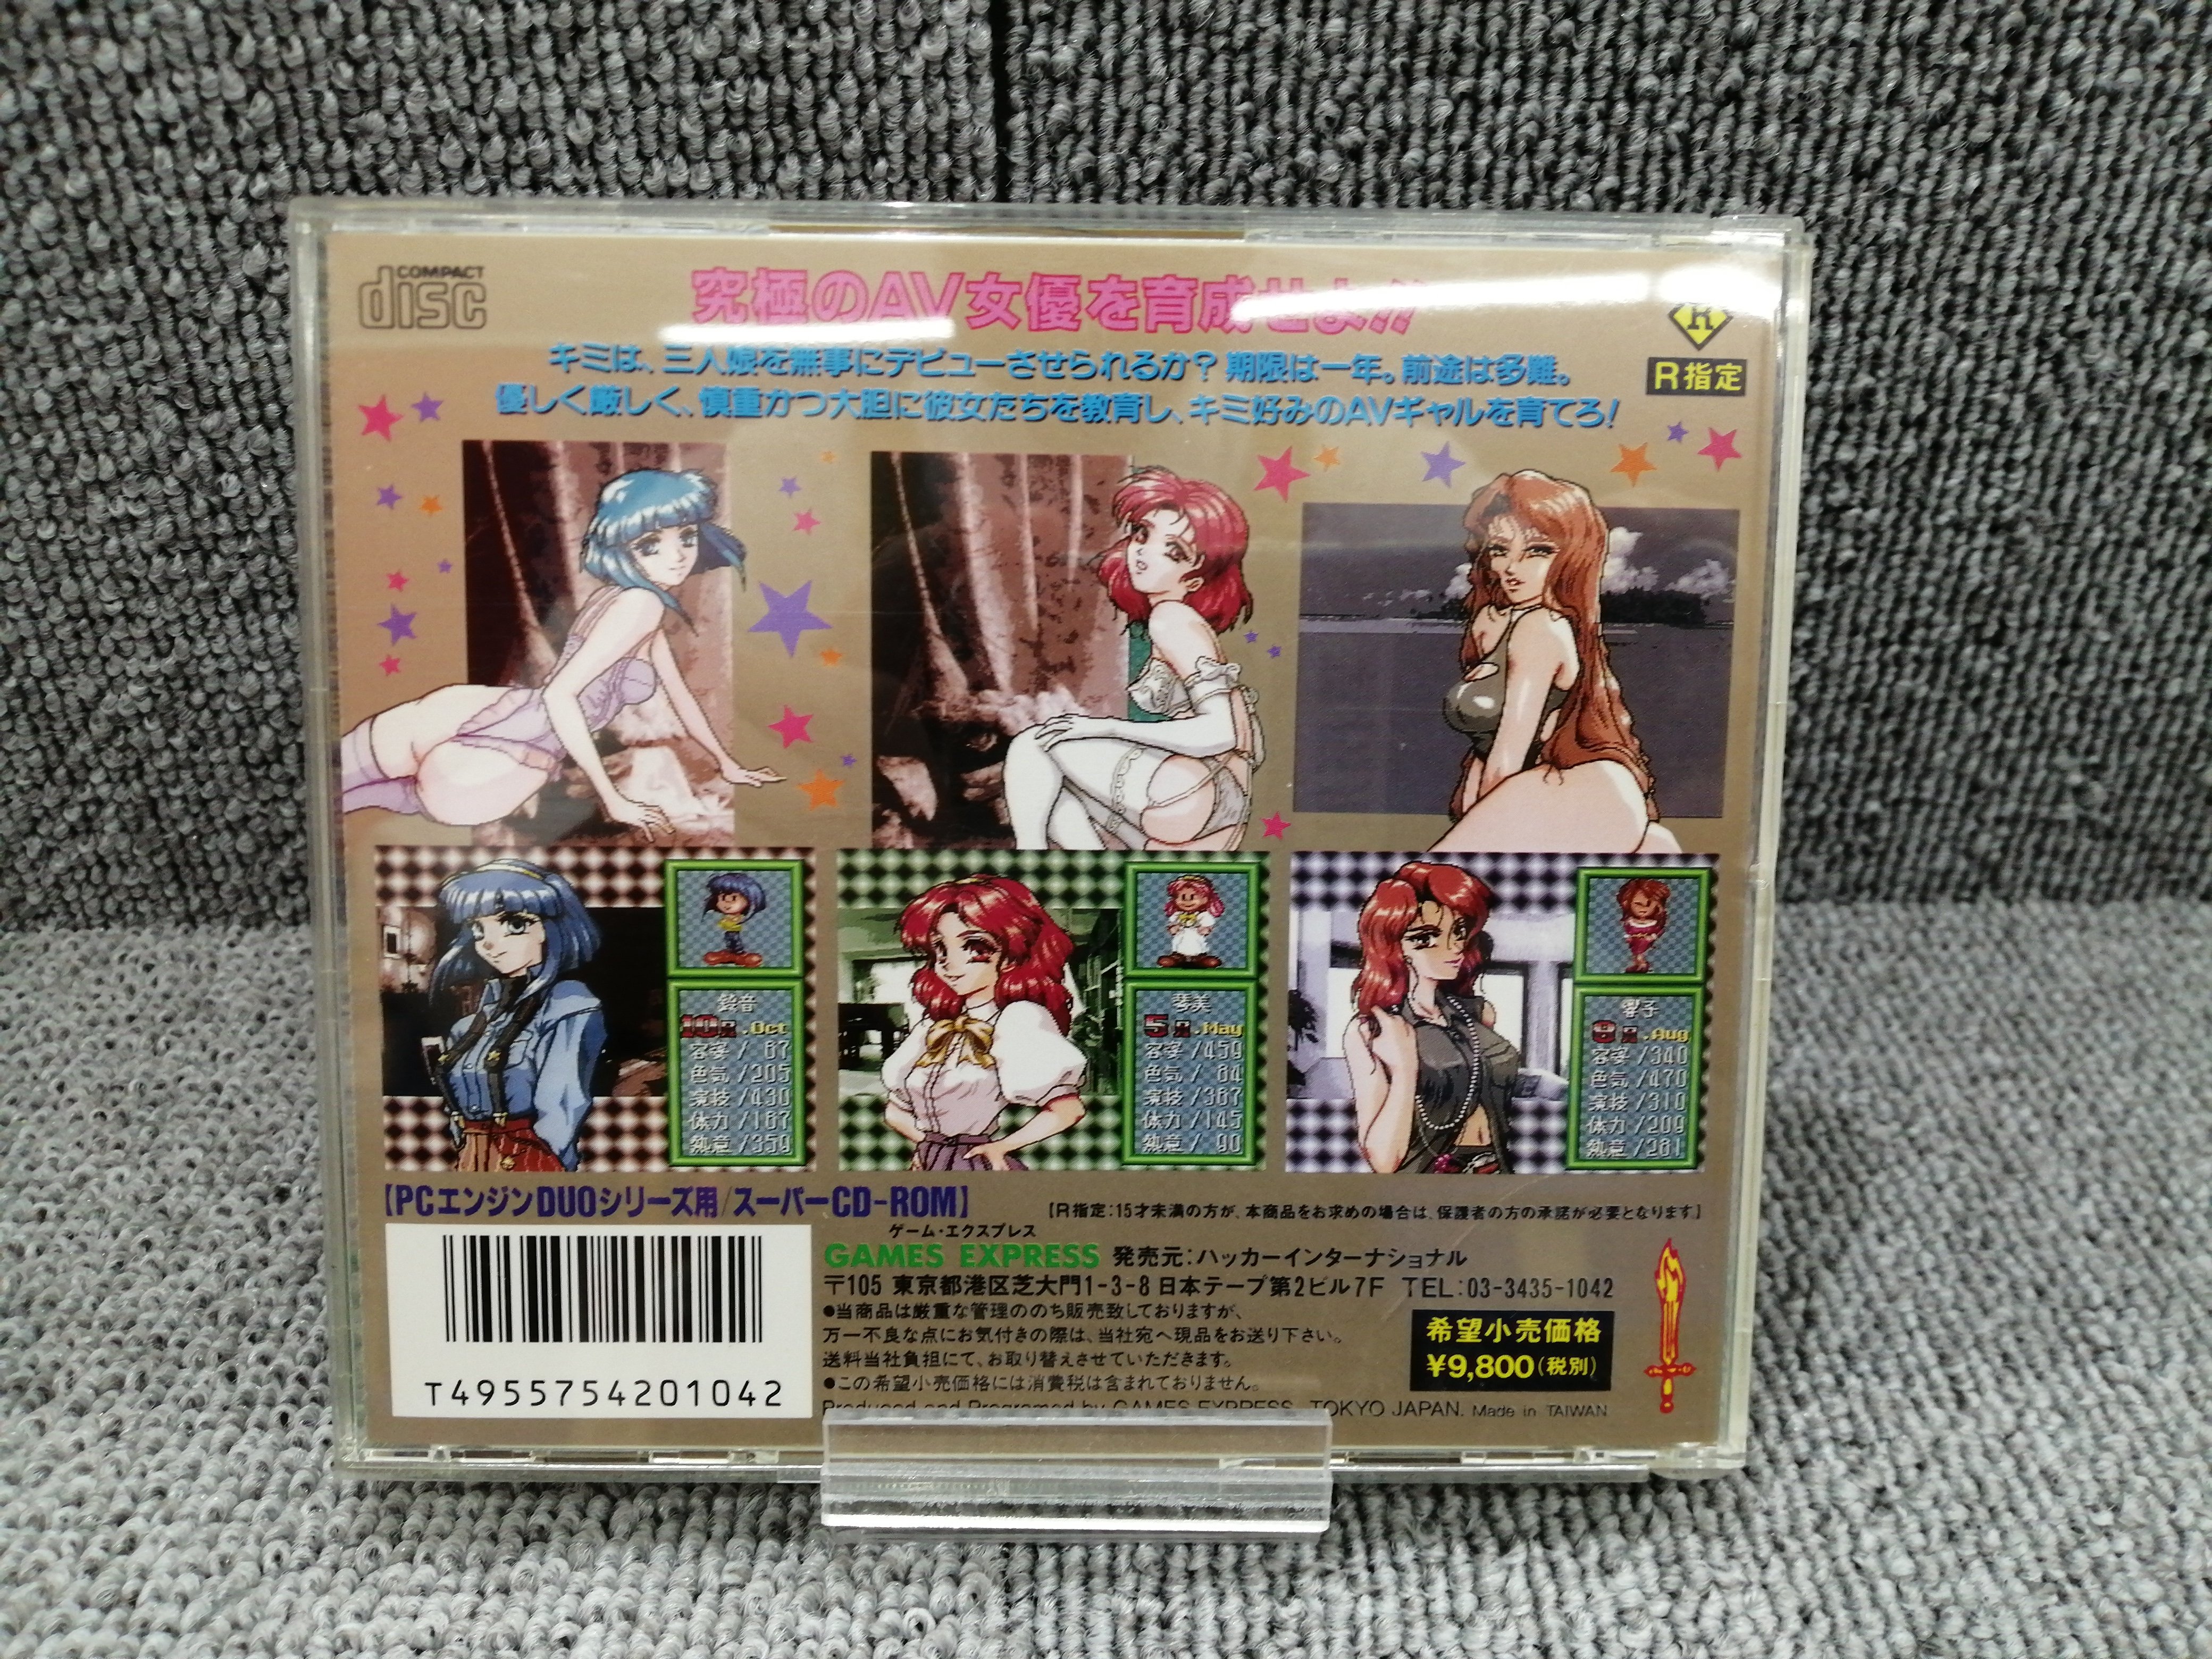 COMPACT
disc
究極のAV女優を育成せよ!!
キミは、三人娘を無事にデビューさせられるか?期限は一年。前途は多難。
優しく厳しく、慎重かつ大胆に彼女たちを教育し、キミ好みのAVギャルを育てろ!
R
R指定
鈴音
10月.Oct
容姿/ 67
色気/205
演技/430
体力/167
熱意/359
琴美
5月.May
容姿/459
色気/ 84
演技/387
体力/145
熱意/ 90
8月.Aug
容姿/340
色気/470
演技/310
体力/209
熱意/281
【PCエンジンDUOシリーズ用/スーパーCD-ROM】
【R指定:15才未満の方が、本商品をお求めの場合は、保護者の方の承諾が必要となります】
ゲーム・エクスプレス
GAMES EXPRESS 発売元:ハッカーインターナショナル
〒105 東京都港区芝大門1-3-8 日本テープ第2ビル7F TEL:03-3435-1042
●当商品は厳重な管理ののち販売致しておりますが、
万一不良な点にお気付きの際は、当社宛へ現品をお送り下さい。
送料当社負担にて、お取り替えさせていただきます。
●この希望小売価格には消費税は含まれておりません。
Produced and Programed by GAMES EXPRESS. TOKYO JAPAN. Made in TAIWAN
希望小売価格
¥9,800(税別)
T4955754201042